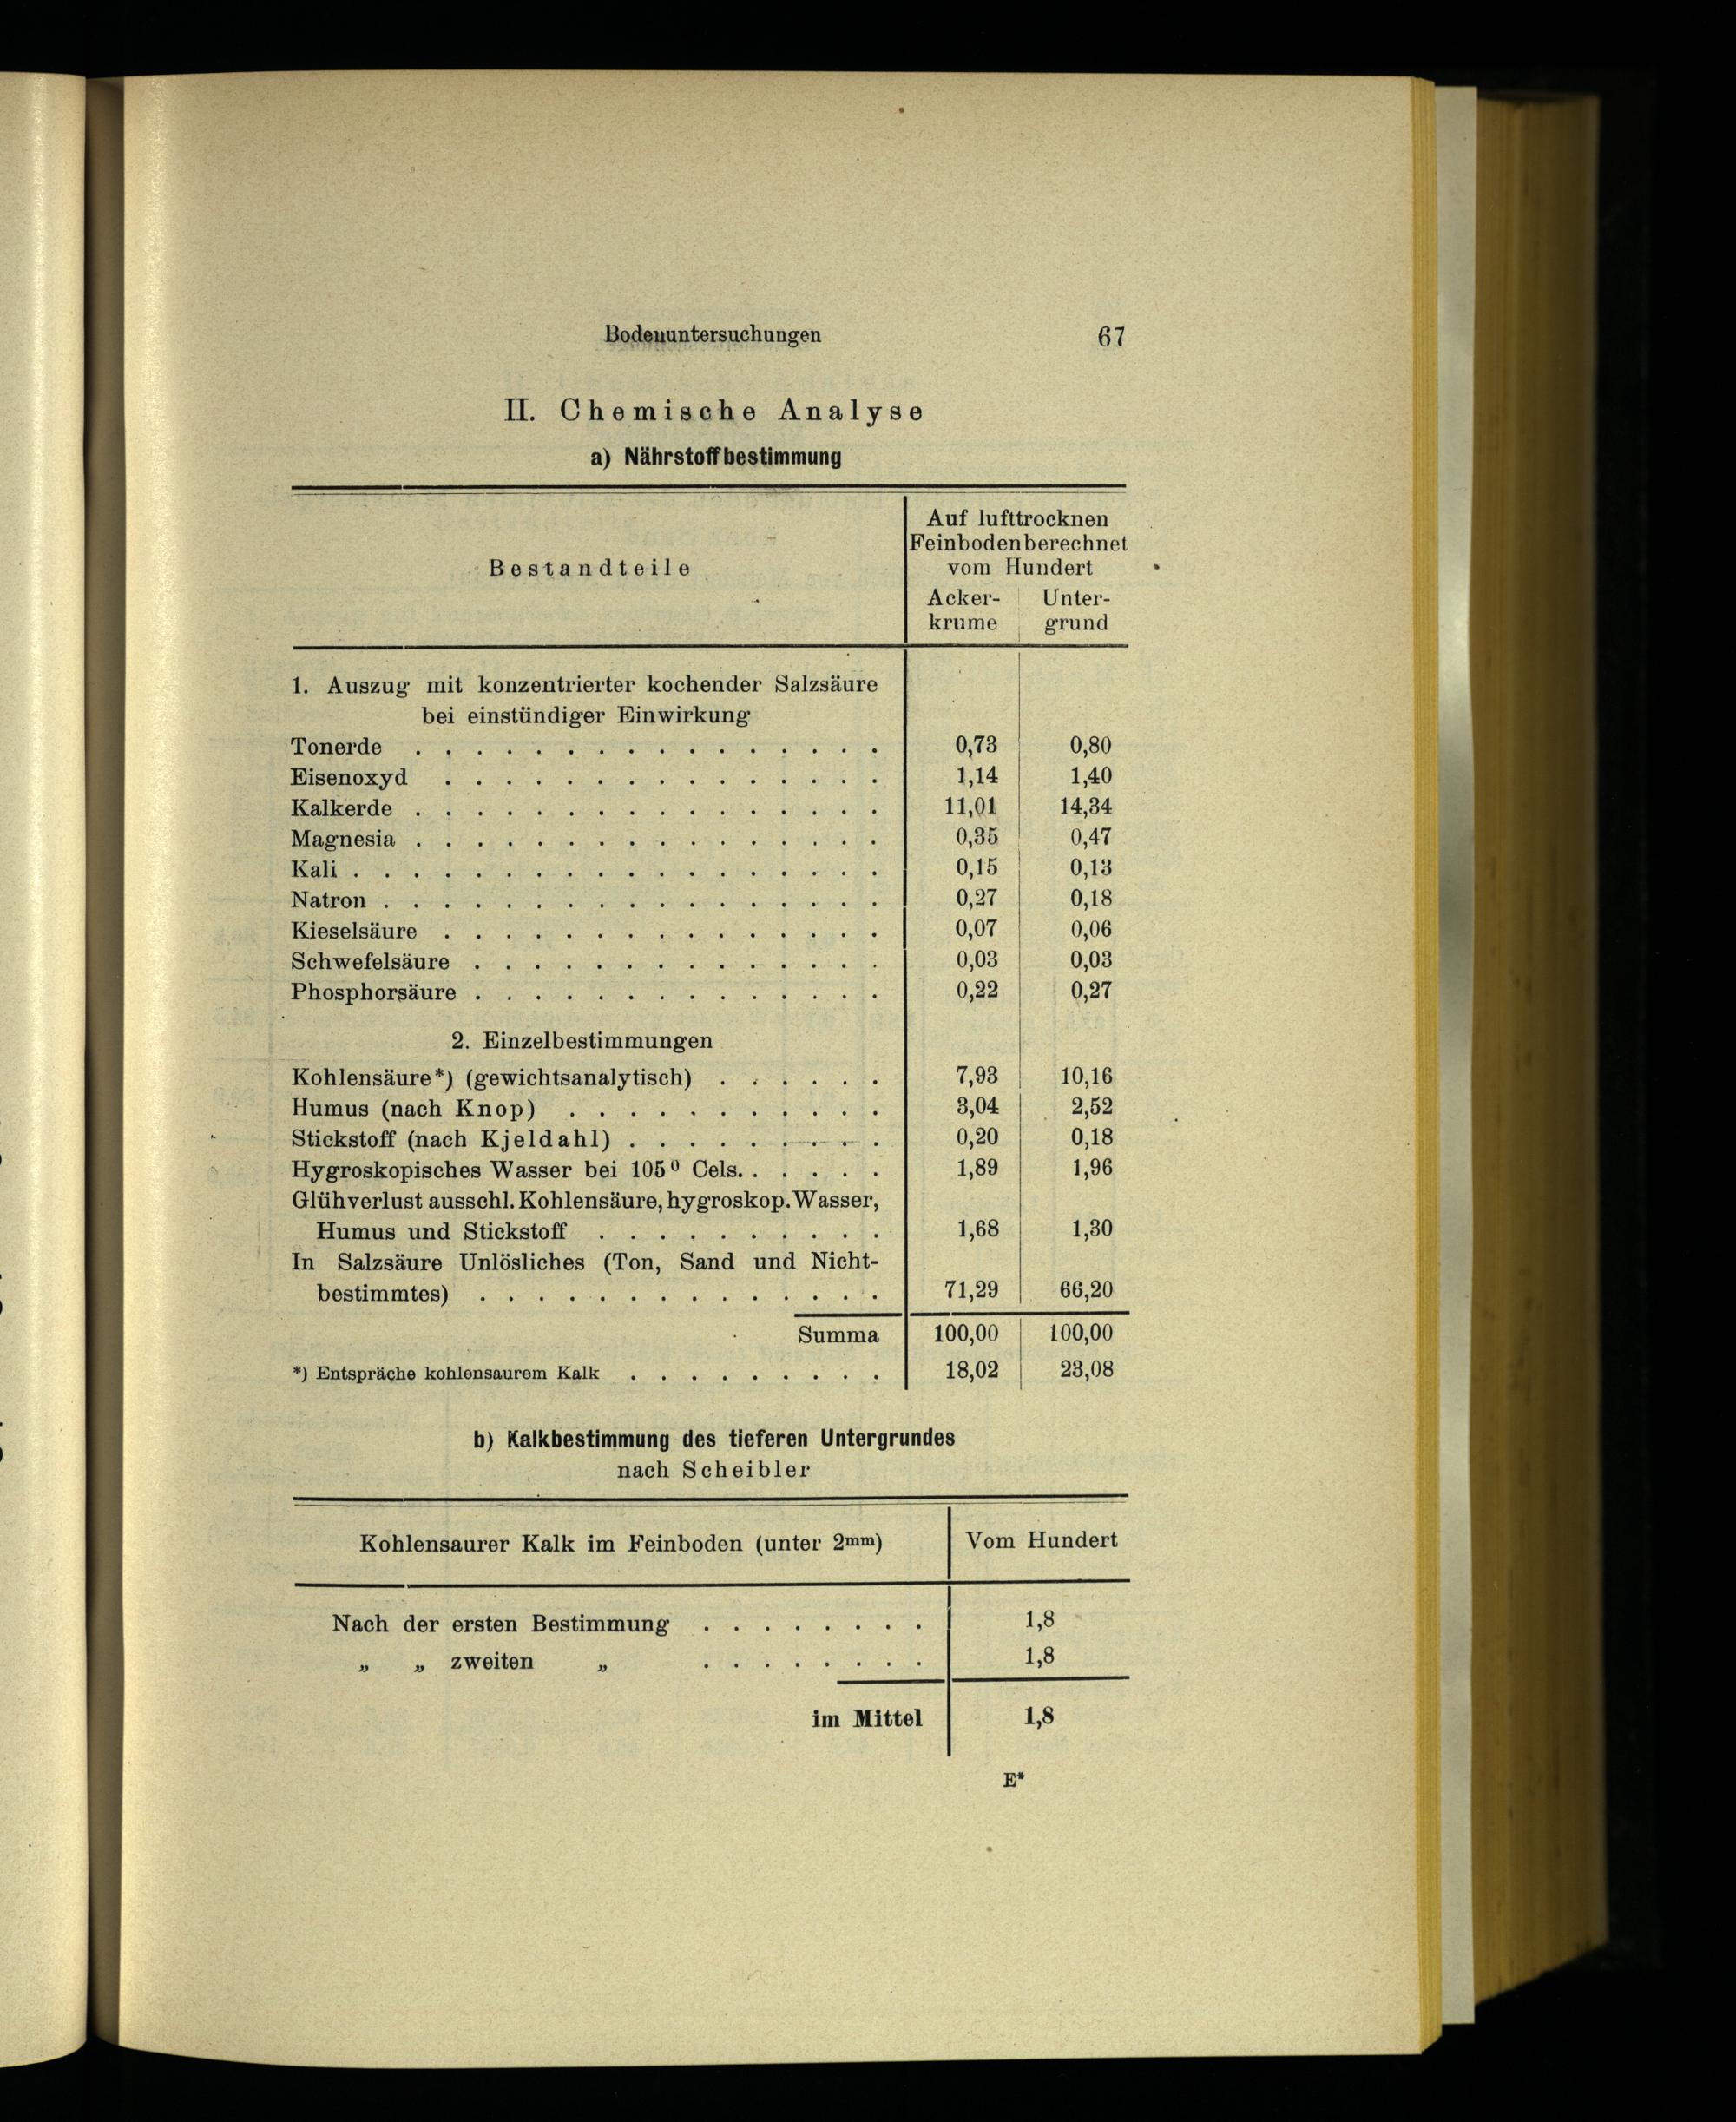 Bodenuntersuchungen 67
II. Chemische Analyse
a) Nährstoffbestimmung
Bestandteile
Auf lufttrocknen
Feinboden berechnet
vom Hundert
Acker- Unter-
krume grund
1. Auszug mit konzentrierter kochender Salzsäure
bei einstündiger Einwirkung
Tonerde . . . . . . . . . . . . . . . . 0,73 0,80
Eisenoxyd . . . . . . . . . . . . . . . 1,14 1,40
Kalkerde . . . . . . . . . . . . . . . . 11,01 14,34
Magnesia . . . . . . . . . . . . . . . . 0,35 0,47
Kali . . . . . . . . . . . . . . . . . . 0,15 0,13
Natron . . . . . . . . . . . . . . . . . 0,27 0,18
Kieselsäure . . . . . . . . . . . . . . . 0,07 0,06
Schwefelsäure . . . . . . . . . . . . . . 0,03 0,03
Phosphorsäure . . . . . . . . . . . . . . 0,22 0,27
2. Einzelbestimmungen
Kohlensäure*) (gewichtsanalytisch) . . . . . . 7,93 10,16
Humus (nach Knop) . . . . . . . . . . . 3,04 2,52
Stickstoff (nach Kjeldahl) . . . . . . . . . 0,20 0,18
Hygroskopisches Wasser bei 105⁰ Cels. . . . . . 1,89 1,96
Glühverlust ausschl. Kohlensäure, hygroskop. Wasser,
Humus und Stickstoff . . . . . . . . . . 1,68 1,30
In Salzsäure Unlösliches (Ton, Sand und Nicht-
bestimmtes) . . . . . . . . . . . . . . 71,29 66,20
Summa 100,00 100,00
*) Entspräche kohlensaurem Kalk . . . . . . . . . 18,02 23,08
b) Kalkbestimmung des tieferen Untergrundes
nach Scheibler
Kohlensaurer Kalk im Feinboden (unter 2mm) Vom Hundert
Nach der ersten Bestimmung . . . . . . . . 1,8
„ „ zweiten „ . . . . . . . . 1,8
im Mittel 1,8
E*